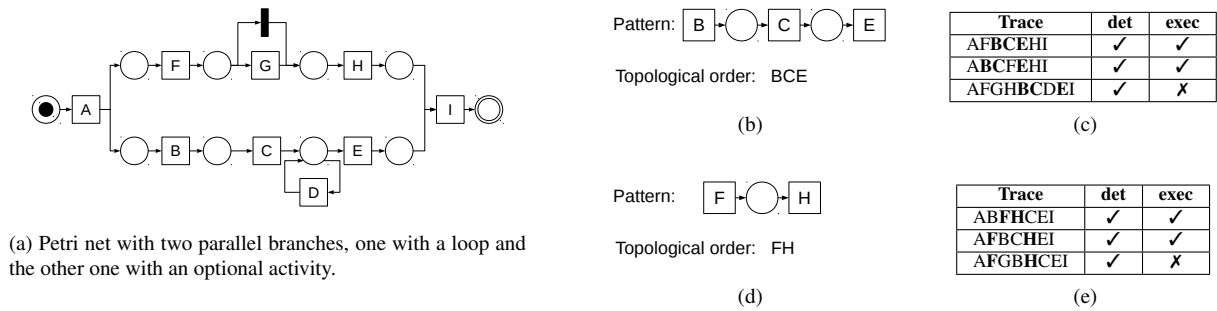 A
F
G
H
B
C
E
D
I
(a) Petri net with two parallel branches, one with a loop and
the other one with an optional activity.
Pattern: B C E
Topological order: BCE
(b)
Trace det exec
AFBCEHI ✓ ✓
ABCFEHI ✓ ✓
AFGHBCDEI ✓ ✗
(c)
Pattern: F H
Topological order: FH
(d)
Trace det exec
ABFHCEI ✓ ✓
AFBCHEI ✓ ✓
AFGBHCEI ✓ ✗
(e)